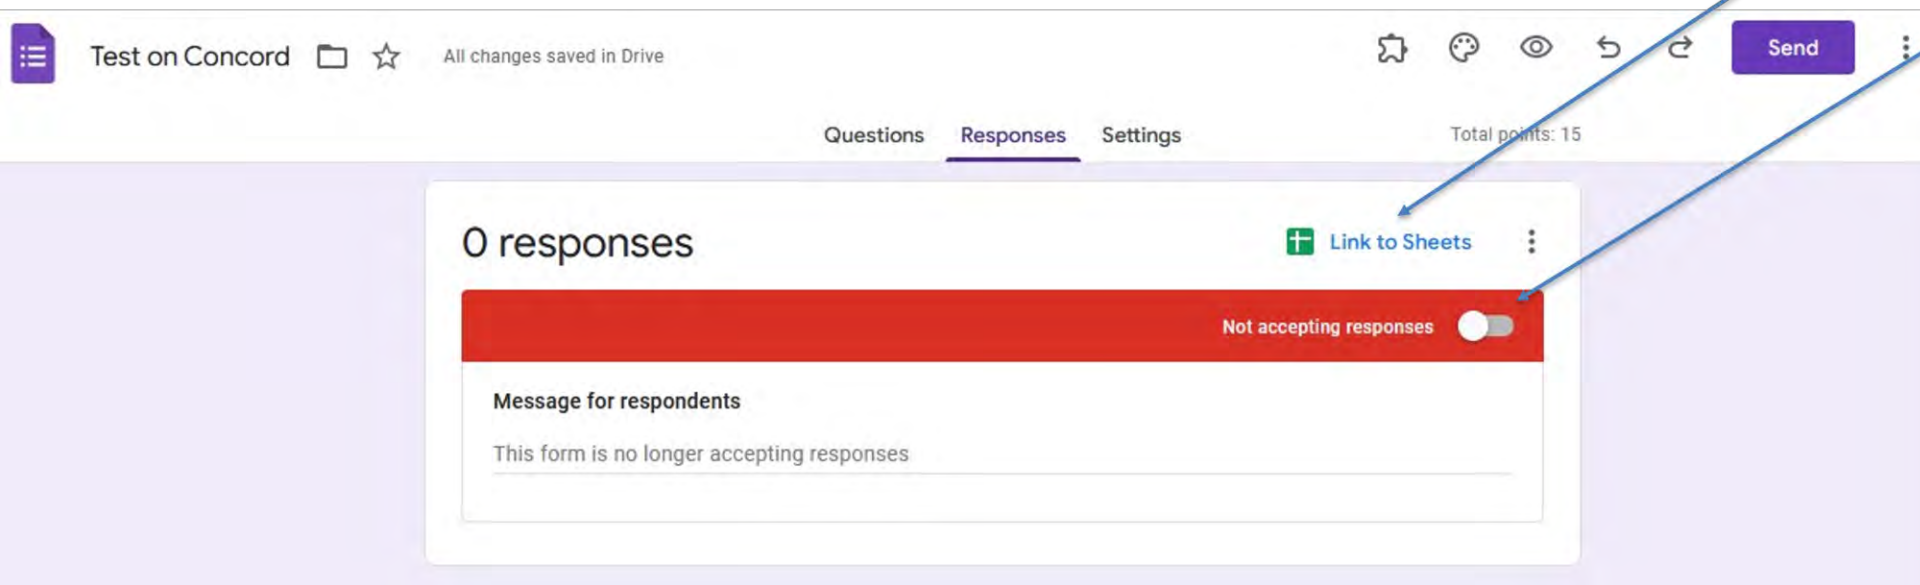 Test on Concord All changes saved in Drive Send
Questions Responses Settings Total points: 15
0 responses Link to Sheets
Not accepting responses
Message for respondents
This form is no longer accepting responses